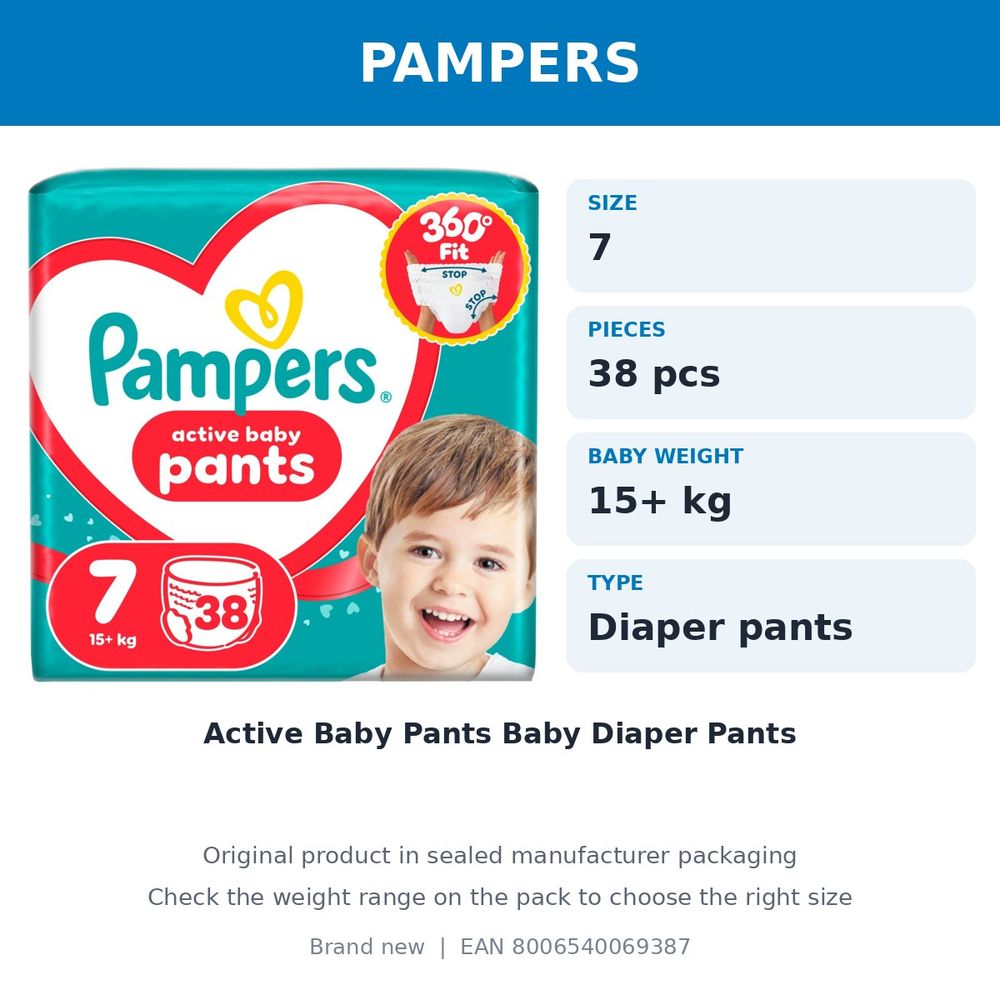 PAMPERS
360°
Fit
STOP
STOP
Pampers®
active baby
pants
7
15+ kg
38
SIZE
7
PIECES
38 pcs
BABY WEIGHT
15+ kg
TYPE
Diaper pants
Active Baby Pants Baby Diaper Pants
Original product in sealed manufacturer packaging
Check the weight range on the pack to choose the right size
Brand new | EAN 8006540069387